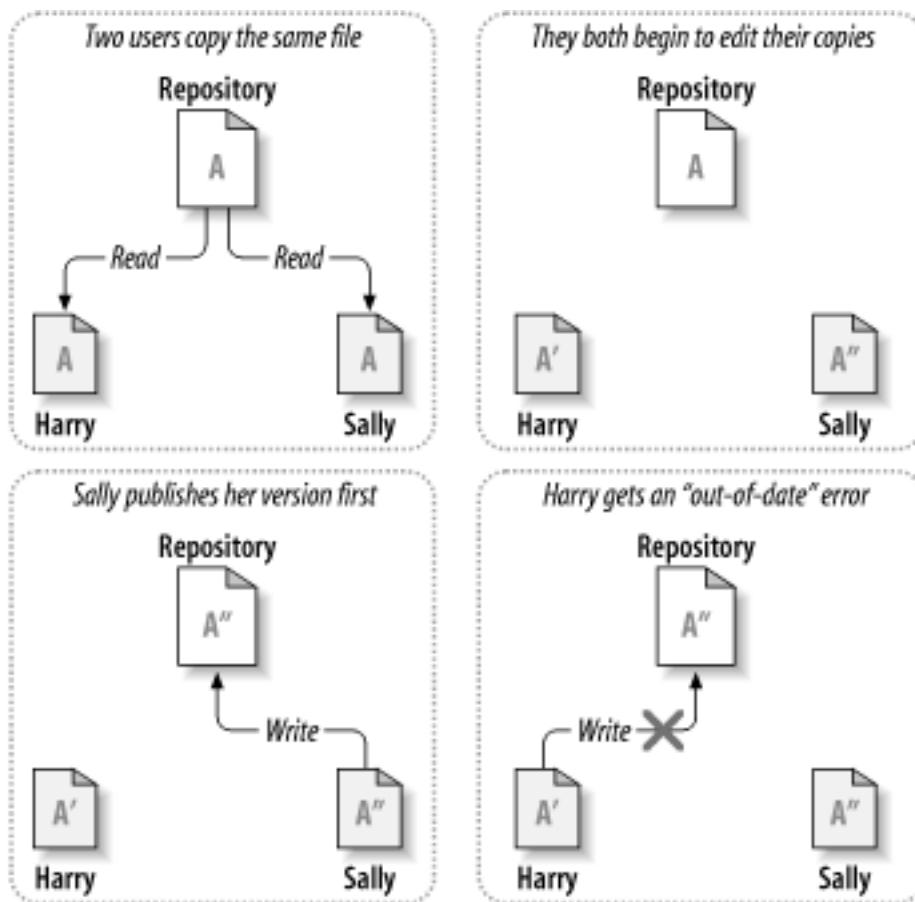 Two users copy the same file
Repository
A
Read Read
A A
Harry Sally
They both begin to edit their copies
Repository
A
A′ A″
Harry Sally
Sally publishes her version first
Repository
A″
Write
A′ A″
Harry Sally
Harry gets an “out-of-date” error
Repository
A″
Write
A′ A″
Harry Sally